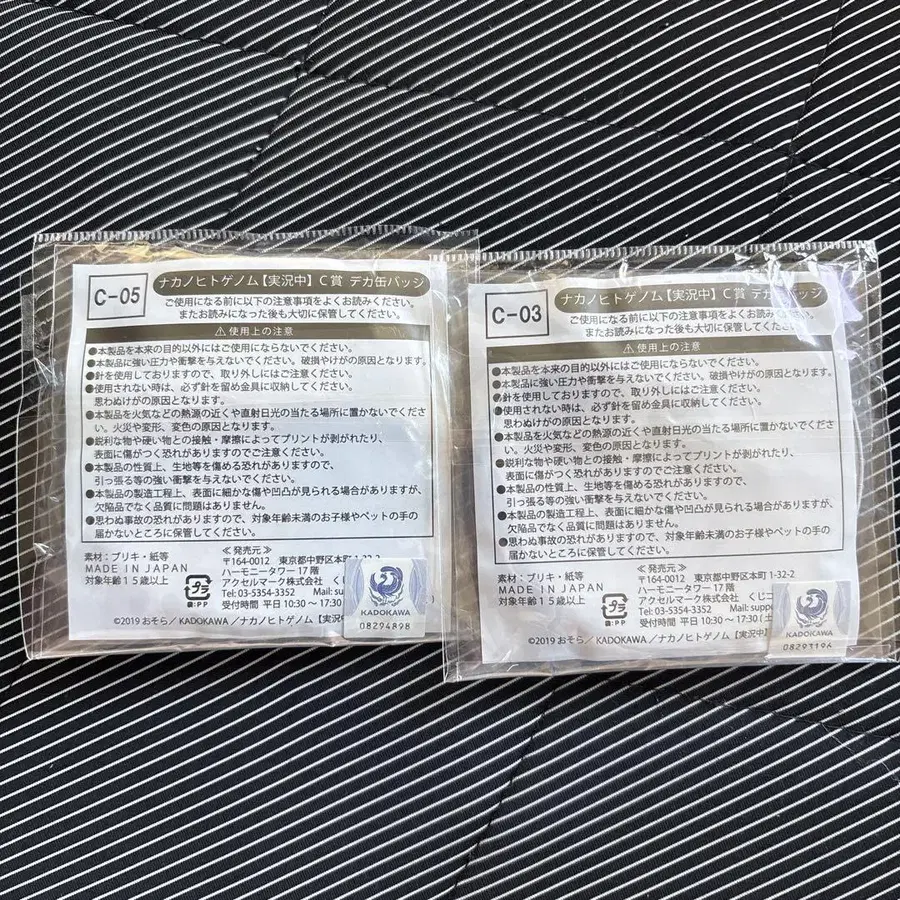 C-05
ナカノヒトゲノム【実況中】C賞 デカ缶バッジ
ご使用になる前に以下の注意事項をよくお読みください。
またお読みになった後も大切に保管してください。
⚠使用上の注意
●本製品を本来の目的以外にはご使用にならないでください。
●本製品に強い圧力や衝撃を与えないでください。破損やけがの原因となります。
●針を使用しておりますので、取り外しにはご注意ください。
●使用されない時は、必ず針を留め金具に収納してください。
思わぬけがの原因となります。
●本製品を火気などの熱源の近くや直射日光の当たる場所に置かないでくださ
い。火災や変形、変色の原因となります。
●鋭利な物や硬い物との接触・摩擦によってプリントが剥がれたり、
表面に傷がつく恐れがありますのでご注意ください。
●本製品の性質上、生地等を傷める恐れがありますので、
引っ張る等の強い衝撃を与えないでください。
●本製品の製造工程上、表面に細かな傷や凹凸が見られる場合がありますが、
欠陥品でなく品質に問題はありません。
●思わぬ事故の恐れがありますので、対象年齢未満のお子様やペットの手の
届かないところに保管してください。
素材：ブリキ・紙等
MADE IN JAPAN
対象年齢15歳以上
プラ
袋:PP
≪発売元≫
〒164-0012 東京都中野区本町1-32-2
ハーモニータワー17階
アクセルマーク株式会社 くじコ
Tel: 03-5354-3352 Mail: sup
受付時間 平日10:30～17:30
©2019 おそら／KADOKAWA／ナカノヒトゲノム【実況
KADOKAWA
08294898
C-03
ナカノヒトゲノム【実況中】C賞 デカ缶バッジ
ご使用になる前に以下の注意事項をよくお読みください。
またお読みになった後も大切に保管してください。
⚠使用上の注意
●本製品を本来の目的以外にはご使用にならないでください。
●本製品に強い圧力や衝撃を与えないでください。破損やけがの原因となります。
●針を使用しておりますので、取り外しにはご注意ください。
●使用されない時は、必ず針を留め金具に収納してください。
思わぬけがの原因となります。
●本製品を火気などの熱源の近くや直射日光の当たる場所に置かないでくださ
い。火災や変形、変色の原因となります。
●鋭利な物や硬い物との接触・摩擦によってプリントが剥がれたり、
表面に傷がつく恐れがありますのでご注意ください。
●本製品の性質上、生地等を傷める恐れがありますので、
引っ張る等の強い衝撃を与えないでください。
●本製品の製造工程上、表面に細かな傷や凹凸が見られる場合がありますが、
欠陥品でなく品質に問題はありません。
●思わぬ事故の恐れがありますので、対象年齢未満のお子様やペットの手の
届かないところに保管してください。
素材：ブリキ・紙等
MADE IN JAPAN
対象年齢15歳以上
プラ
袋:PP
≪発売元≫
〒164-0012 東京都中野区本町1-32-2
ハーモニータワー17階
アクセルマーク株式会社 くじコ
Tel: 03-5354-3352 Mail: suppo
受付時間 平日10:30～17:30（土
©2019 おそら／KADOKAWA／ナカノヒトゲノム【実況中
KADOKAWA
08291196